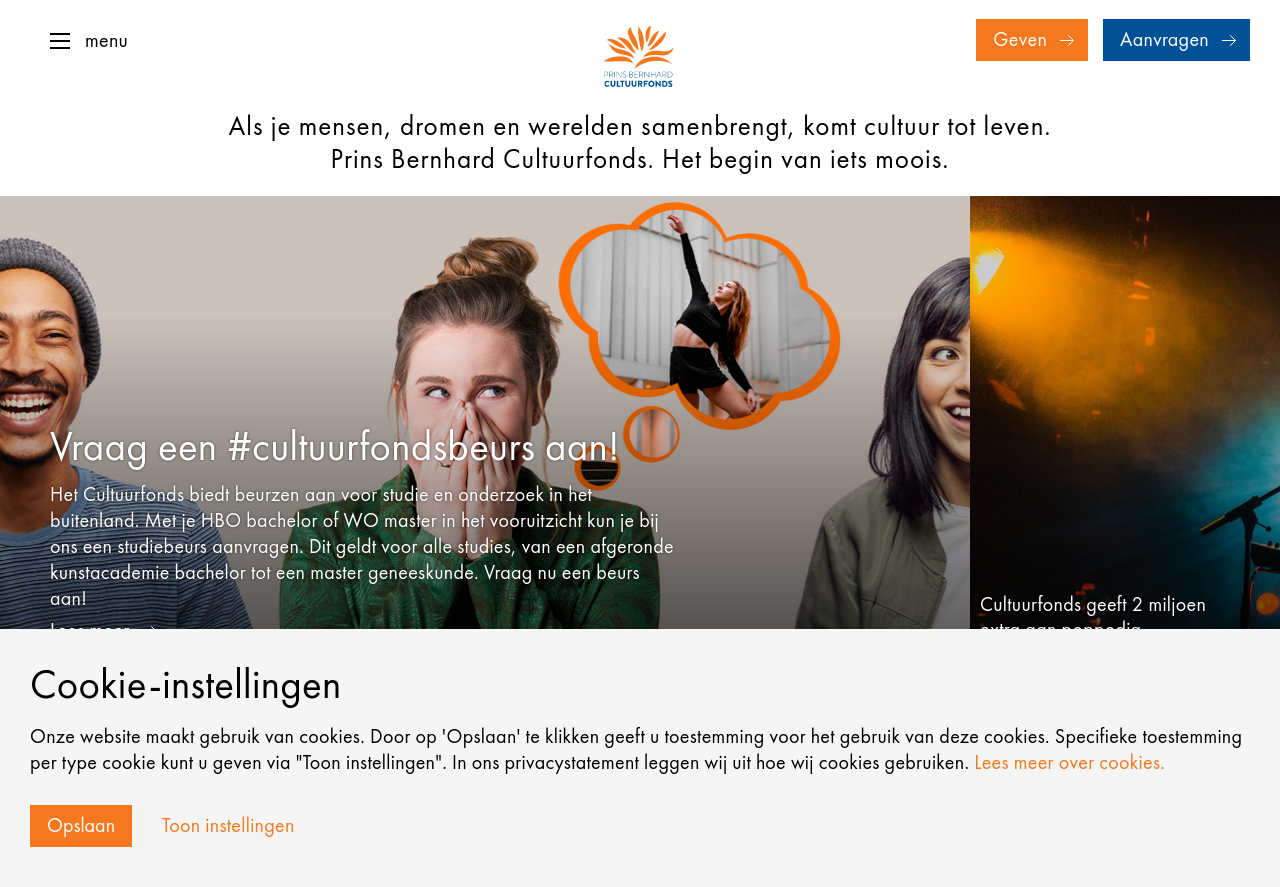 menu
PRINS BERNHARD
CULTUURFONDS
Geven
Aanvragen
Als je mensen, dromen en werelden samenbrengt, komt cultuur tot leven.
Prins Bernhard Cultuurfonds. Het begin van iets moois.
Vraag een #cultuurfondsbeurs aan!
Het Cultuurfonds biedt beurzen aan voor studie en onderzoek in het
buitenland. Met je HBO bachelor of WO master in het vooruitzicht kun je bij
ons een studiebeurs aanvragen. Dit geldt voor alle studies, van een afgeronde
kunstacademie bachelor tot een master geneeskunde. Vraag nu een beurs
aan!
Lees meer
Cultuurfonds geeft 2 miljoen
extra aan poppodia
Cookie-instellingen
Onze website maakt gebruik van cookies. Door op 'Opslaan' te klikken geeft u toestemming voor het gebruik van deze cookies. Specifieke toestemming
per type cookie kunt u geven via "Toon instellingen". In ons privacystatement leggen wij uit hoe wij cookies gebruiken. Lees meer over cookies.
Opslaan
Toon instellingen